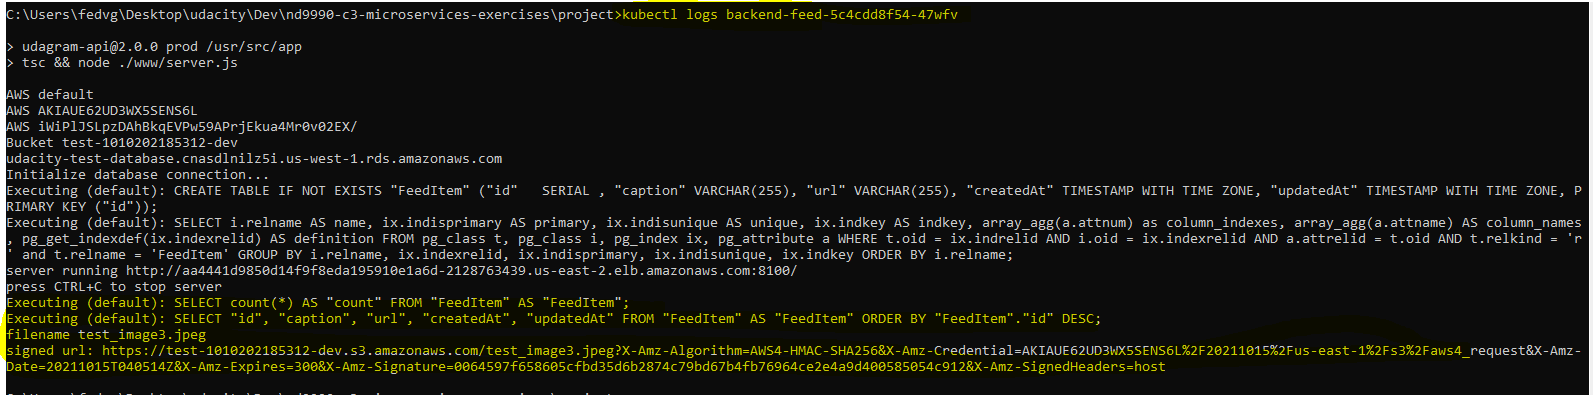 C:\Users\fedvg\Desktop\udacity\Dev\nd9990-c3-microservices-exercises\project>kubectl logs backend-feed-5c4cdd8f54-47wfv
> udagram-api@2.0.0 prod /usr/src/app
> tsc && node ./www/server.js
AWS default
AWS AKIAUE62UD3WX5SENS6L
AWS iWiPlJSLpzDAhBkqEVPw59APrjEkua4Mr0v02EX/
Bucket test-1010202185312-dev
udacity-test-database.cnasdlnilz5i.us-west-1.rds.amazonaws.com
Initialize database connection...
Executing (default): CREATE TABLE IF NOT EXISTS "FeedItem" ("id"   SERIAL , "caption" VARCHAR(255), "url" VARCHAR(255), "createdAt" TIMESTAMP WITH TIME ZONE, "updatedAt" TIMESTAMP WITH TIME ZONE, P
RIMARY KEY ("id"));
Executing (default): SELECT i.relname AS name, ix.indisprimary AS primary, ix.indisunique AS unique, ix.indkey AS indkey, array_agg(a.attnum) as column_indexes, array_agg(a.attname) AS column_names
, pg_get_indexdef(ix.indexrelid) AS definition FROM pg_class t, pg_class i, pg_index ix, pg_attribute a WHERE t.oid = ix.indrelid AND i.oid = ix.indexrelid AND a.attrelid = t.oid AND t.relkind = 'r
' and t.relname = 'FeedItem' GROUP BY i.relname, ix.indexrelid, ix.indisprimary, ix.indisunique, ix.indkey ORDER BY i.relname;
server running http://aa4441d9850d14f9f8eda195910e1a6d-2128763439.us-east-2.elb.amazonaws.com:8100/
press CTRL+C to stop server
Executing (default): SELECT count(*) AS "count" FROM "FeedItem" AS "FeedItem";
Executing (default): SELECT "id", "caption", "url", "createdAt", "updatedAt" FROM "FeedItem" AS "FeedItem" ORDER BY "FeedItem"."id" DESC;
filename test_image3.jpeg
signed url: https://test-1010202185312-dev.s3.amazonaws.com/test_image3.jpeg?X-Amz-Algorithm=AWS4-HMAC-SHA256&X-Amz-Credential=AKIAUE62UD3WX5SENS6L%2F20211015%2Fus-east-1%2Fs3%2Faws4_request&X-Amz-
Date=20211015T040514Z&X-Amz-Expires=300&X-Amz-Signature=0064597f658605cfbd35d6b2874c79bd67b4fb76964ce2e4a9d400585054c912&X-Amz-SignedHeaders=host